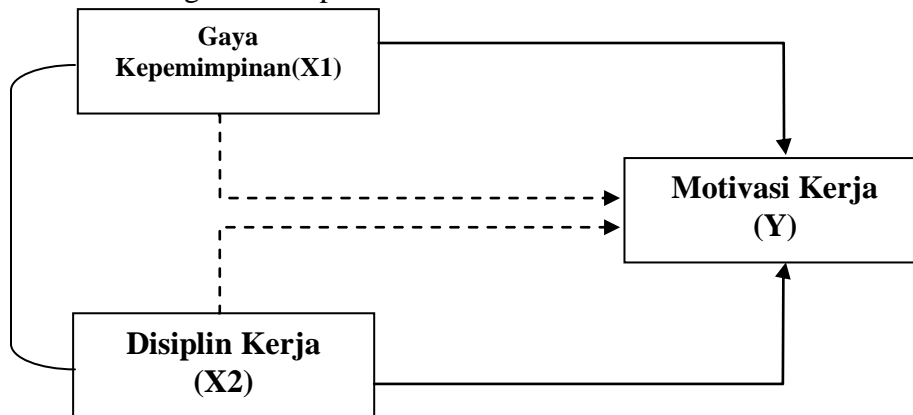 Gaya
Kepemimpinan(X1)
Motivasi Kerja
(Y)
Disiplin Kerja
(X2)